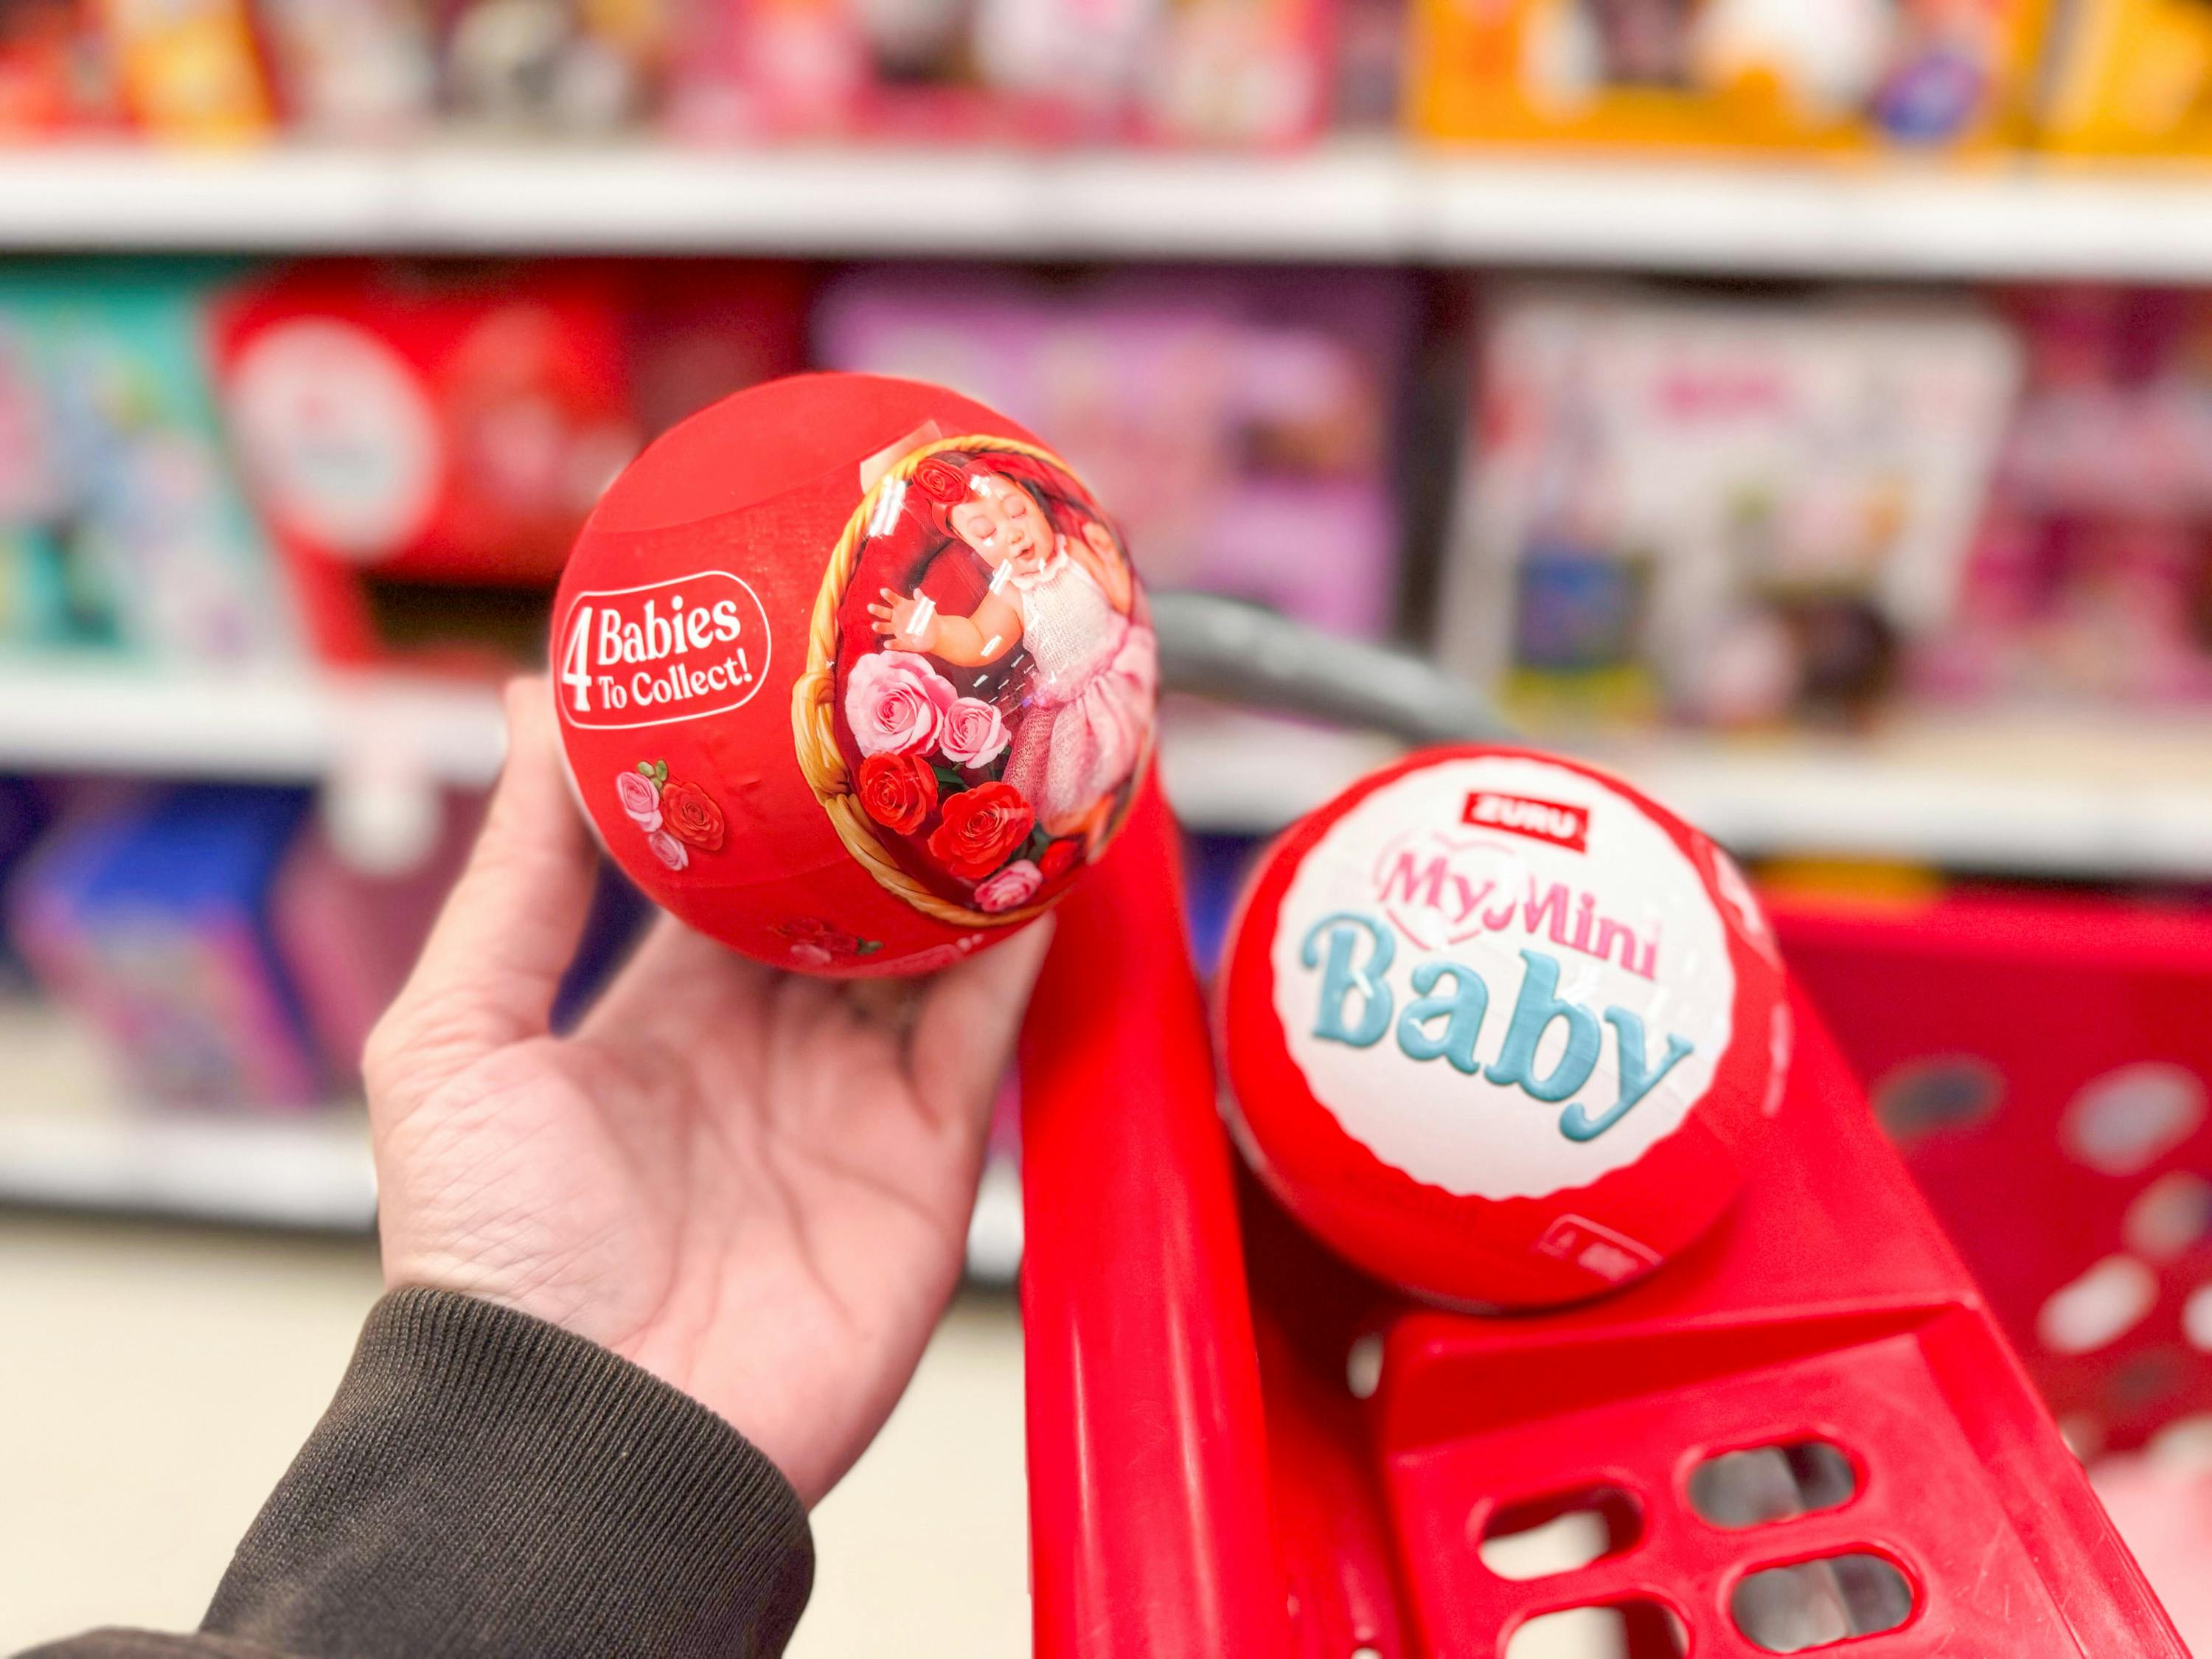 4 Babies
To Collect!
ZURU
My Mini
Baby